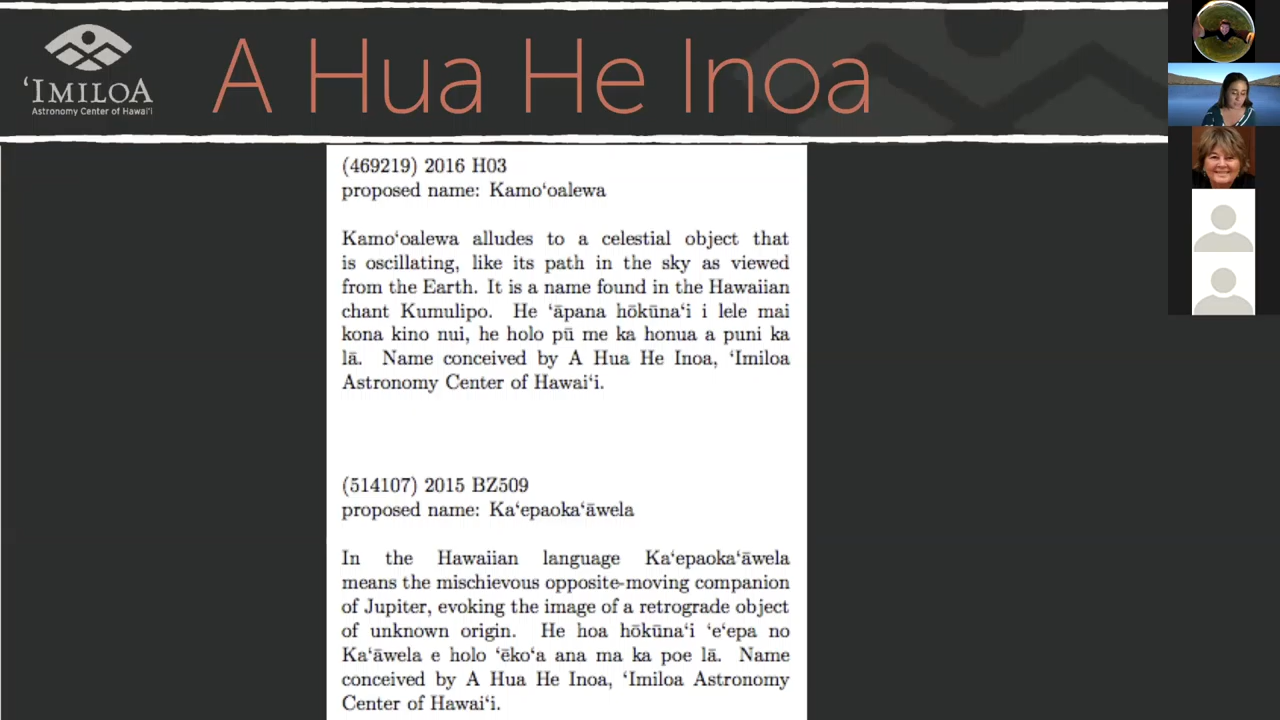 ʻIMILOA
Astronomy Center of Hawaiʻi
A Hua He Inoa
(469219) 2016 H03
proposed name: Kamoʻoalewa
Kamoʻoalewa alludes to a celestial object that
is oscillating, like its path in the sky as viewed
from the Earth. It is a name found in the Hawaiian
chant Kumulipo. He ʻāpana hōkūnaʻi i lele mai
kona kino nui, he holo pū me ka honua a puni ka
lā. Name conceived by A Hua He Inoa, ʻImiloa
Astronomy Center of Hawaiʻi.
(514107) 2015 BZ509
proposed name: Kaʻepaokaʻāwela
In the Hawaiian language Kaʻepaokaʻāwela
means the mischievous opposite-moving companion
of Jupiter, evoking the image of a retrograde object
of unknown origin. He hoa hōkūnaʻi ʻeʻepa no
Kaʻāwela e holo ʻēkoʻa ana ma ka poe lā. Name
conceived by A Hua He Inoa, ʻImiloa Astronomy
Center of Hawaiʻi.